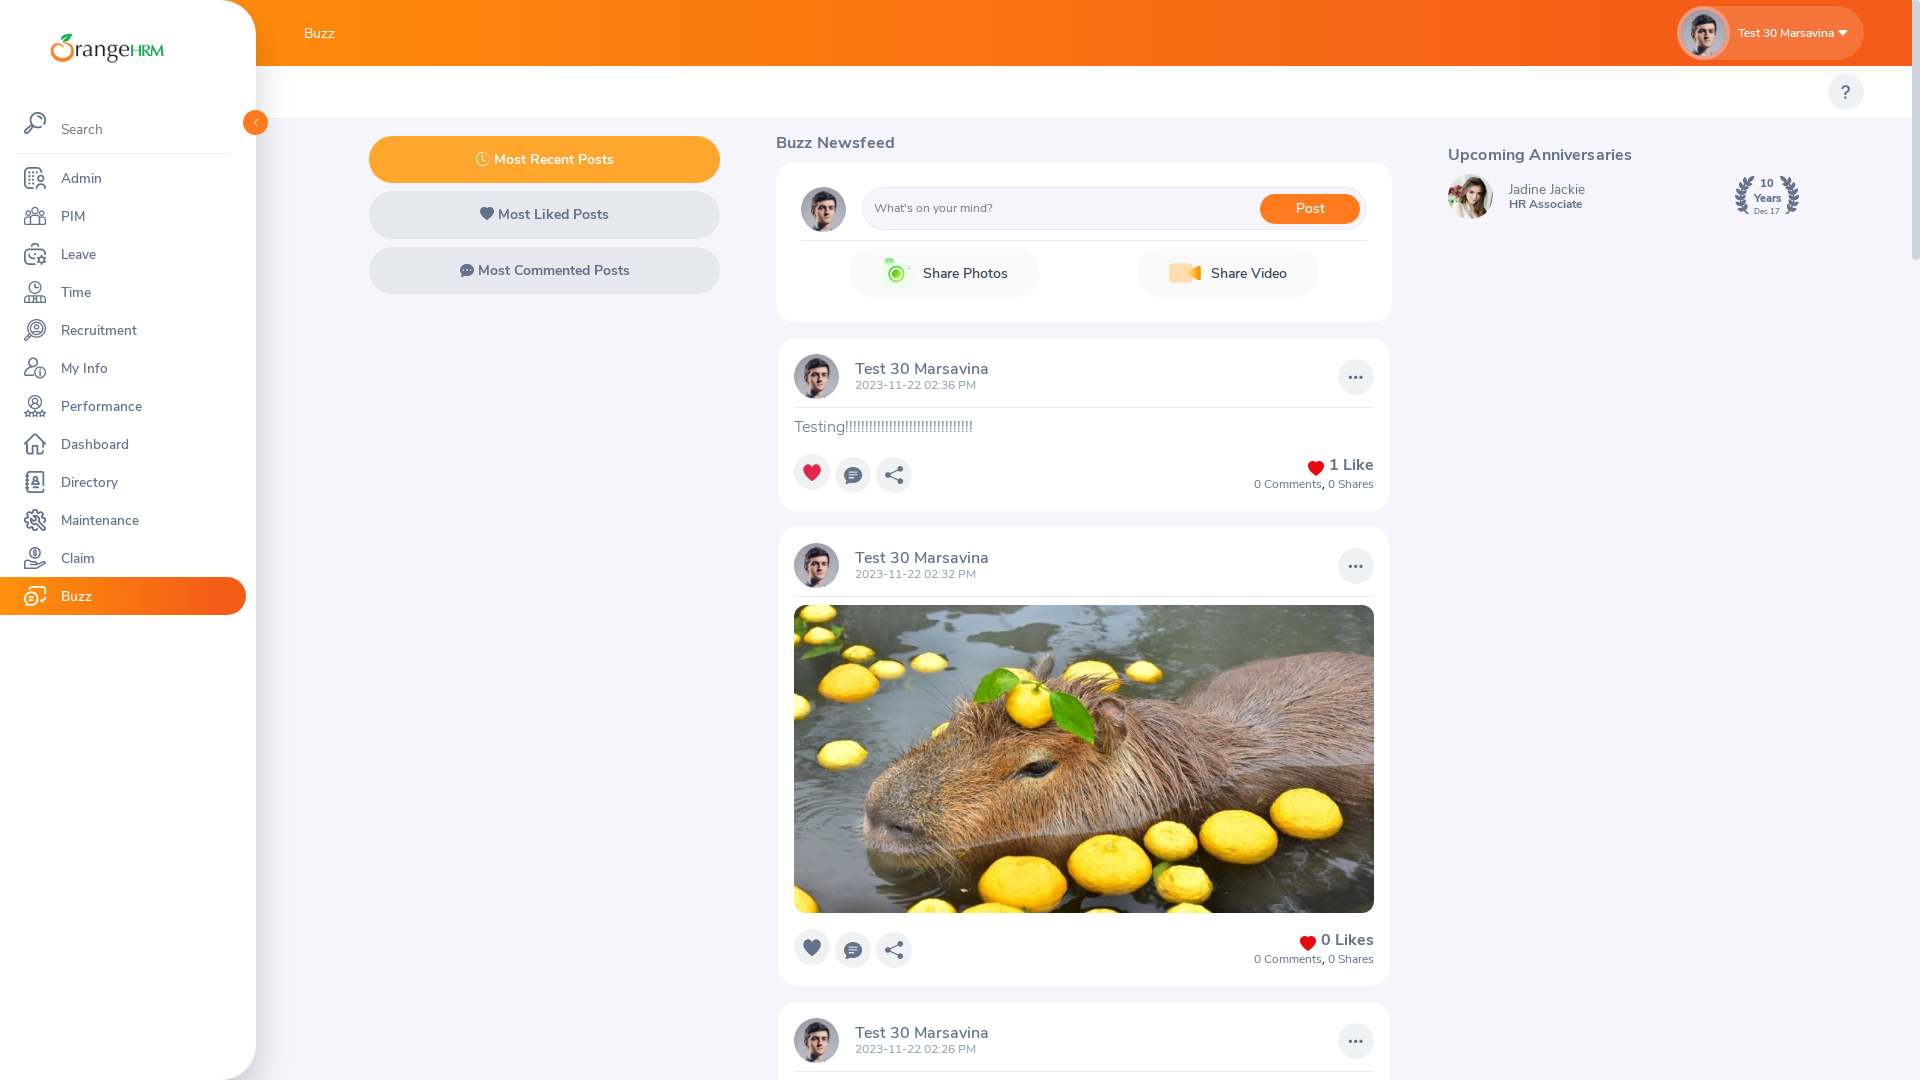 OrangeHRM
Search
Admin
PIM
Leave
Time
Recruitment
My Info
Performance
Dashboard
Directory
Maintenance
Claim
Buzz
Buzz
Test 30 Marsavina
?
Most Recent Posts
Most Liked Posts
Most Commented Posts
Buzz Newsfeed
What's on your mind?
Post
Share Photos
Share Video
Test 30 Marsavina
2023-11-22 02:36 PM
Testing!!!!!!!!!!!!!!!!!!!!!!!!!!!!!!!!
1 Like
0 Comments, 0 Shares
Test 30 Marsavina
2023-11-22 02:32 PM
0 Likes
0 Comments, 0 Shares
Test 30 Marsavina
2023-11-22 02:26 PM
Upcoming Anniversaries
Jadine Jackie
HR Associate
10
Years
Dec 17